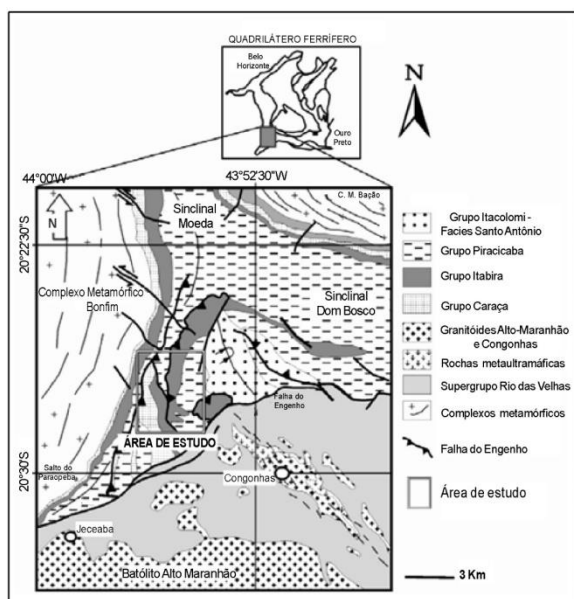 QUADRILÁTERO FERRÍFERO
Belo
Horizonte
Ouro
Preto
N
44°00'W
43°52'30"W
N
Sinclinal
Moeda
C. M. Bação
20°22'30S
Complexo Metamórfico
Bonfim
Sinclinal
Dom Bosco
Falha do
Engenho
ÁREA DE ESTUDO
Salto do
Paraopeba
20°30'S
Congonhas
Jeceaba
Batólito Alto Maranhão
Grupo Itacolomi -
Facies Santo Antônio
Grupo Piracicaba
Grupo Itabira
Grupo Caraça
Granitóides Alto-Maranhão
e Congonhas
Rochas metaultramáficas
Supergrupo Rio das Velhas
Complexos metamórficos
Falha do Engenho
Área de estudo
3 Km